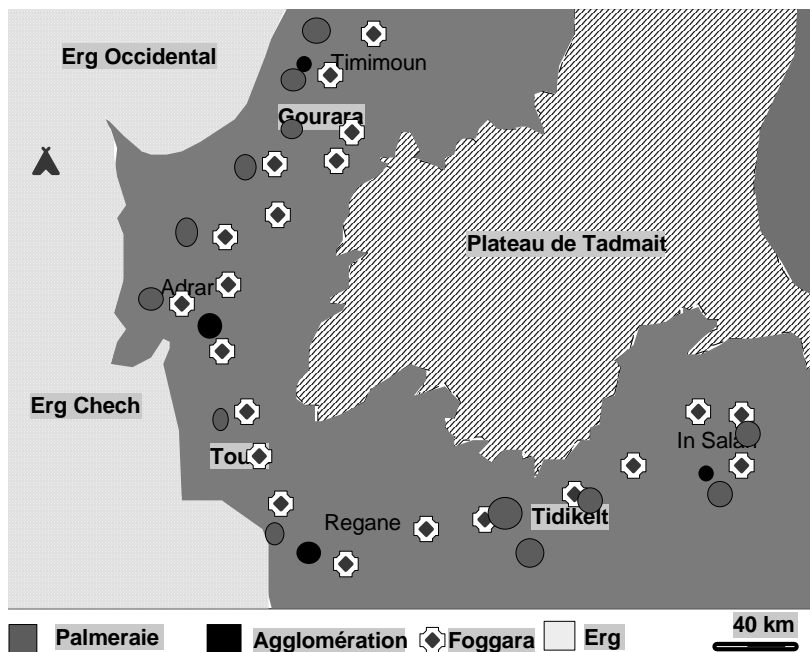 Erg Occidental
Timimoun
Gourara
Plateau de Tadmait
Adrar
Erg Chech
In Salah
Regane
Tidikelt
40 km
Palmeraie
Agglomération
Foggara
Erg